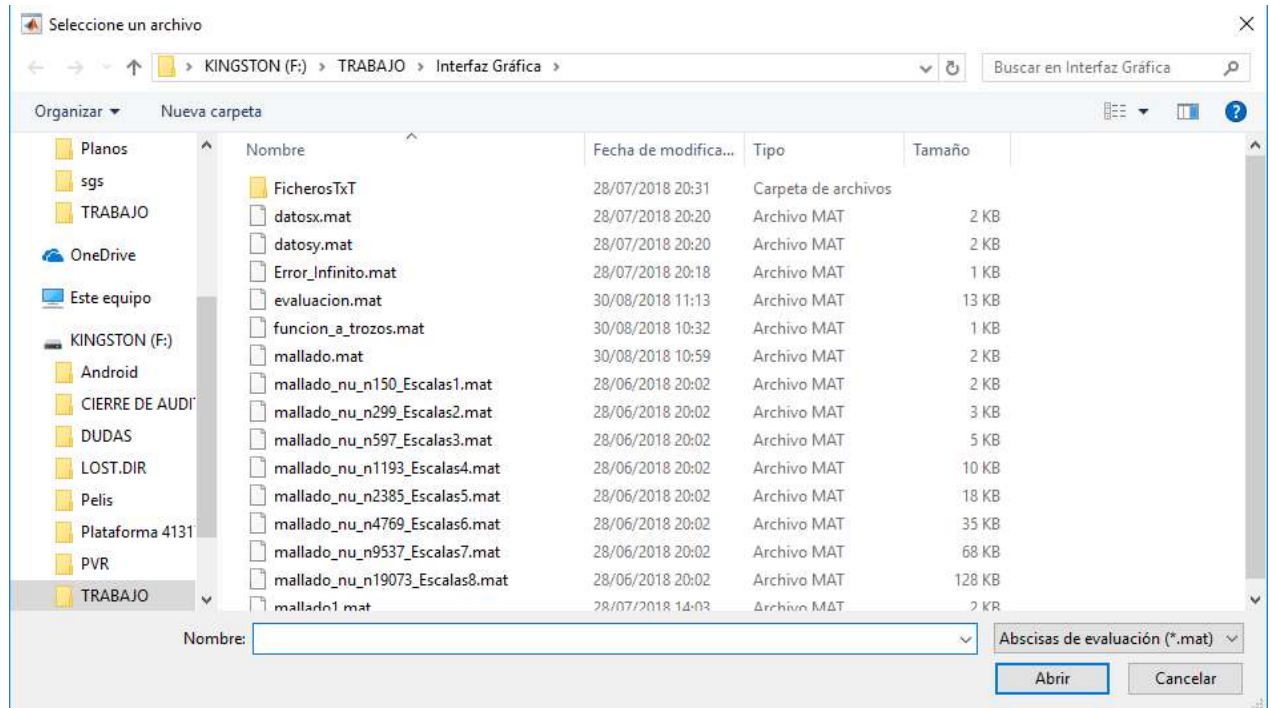 Seleccione un archivo
KINGSTON (F:) > TRABAJO > Interfaz Gráfica >
Buscar en Interfaz Gráfica
Organizar
Nueva carpeta
Planos
sgs
TRABAJO
OneDrive
Este equipo
KINGSTON (F:)
Android
CIERRE DE AUDI
DUDAS
LOST.DIR
Pelis
Plataforma 4131
PVR
TRABAJO
Nombre Fecha de modifica... Tipo Tamaño
FicherosTxT 28/07/2018 20:31 Carpeta de archivos
datosx.mat 28/07/2018 20:20 Archivo MAT 2 KB
datosy.mat 28/07/2018 20:20 Archivo MAT 2 KB
Error_Infinito.mat 28/07/2018 20:18 Archivo MAT 1 KB
evaluacion.mat 30/08/2018 11:13 Archivo MAT 13 KB
funcion_a_trozos.mat 30/08/2018 10:32 Archivo MAT 1 KB
mallado.mat 30/08/2018 10:59 Archivo MAT 2 KB
mallado_nu_n150_Escalas1.mat 28/06/2018 20:02 Archivo MAT 2 KB
mallado_nu_n299_Escalas2.mat 28/06/2018 20:02 Archivo MAT 3 KB
mallado_nu_n597_Escalas3.mat 28/06/2018 20:02 Archivo MAT 5 KB
mallado_nu_n1193_Escalas4.mat 28/06/2018 20:02 Archivo MAT 10 KB
mallado_nu_n2385_Escalas5.mat 28/06/2018 20:02 Archivo MAT 18 KB
mallado_nu_n4769_Escalas6.mat 28/06/2018 20:02 Archivo MAT 35 KB
mallado_nu_n9537_Escalas7.mat 28/06/2018 20:02 Archivo MAT 68 KB
mallado_nu_n19073_Escalas8.mat 28/06/2018 20:02 Archivo MAT 128 KB
mallado1.mat 28/07/2018 14:03 Archivo MAT 2 KB
Nombre:
Abscisas de evaluación (*.mat)
Abrir
Cancelar